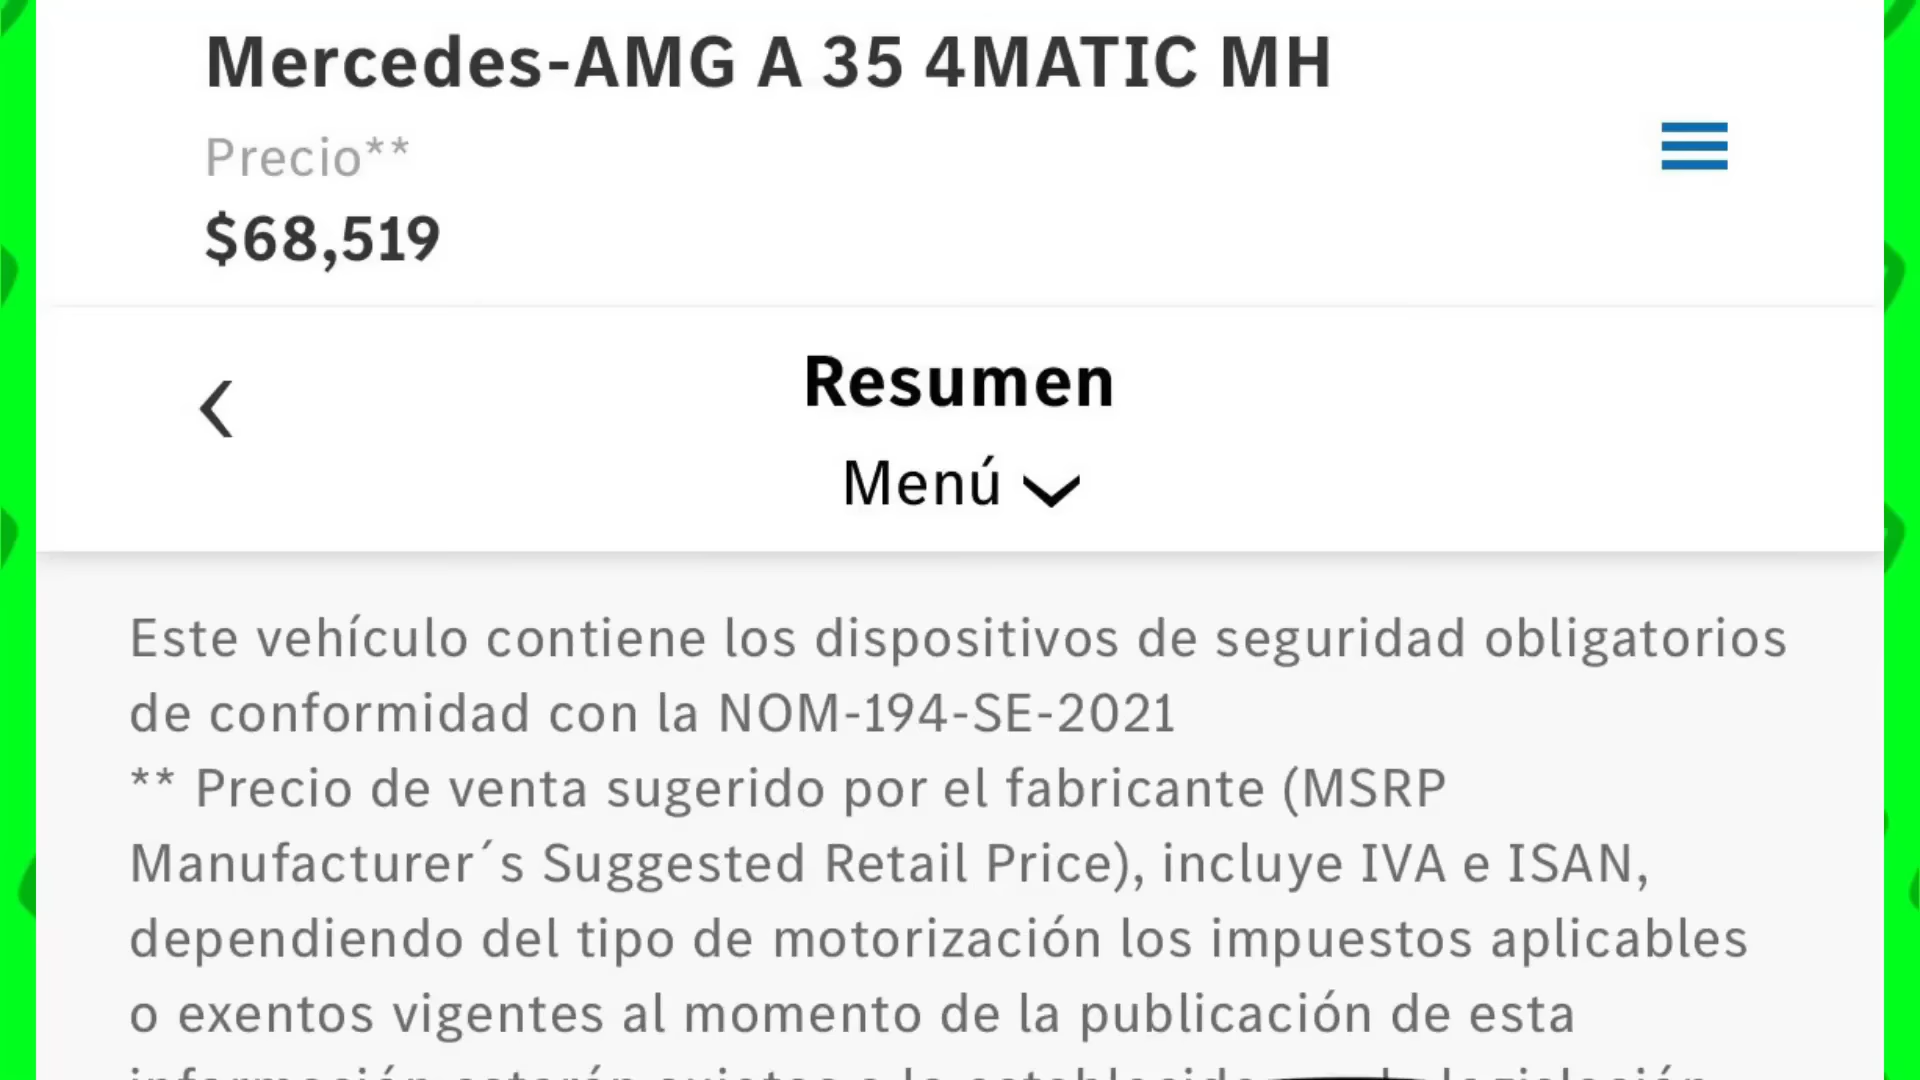 Mercedes-AMG A 35 4MATIC MH
Precio**
$68,519
Resumen
Menú
Este vehículo contiene los dispositivos de seguridad obligatorios
de conformidad con la NOM-194-SE-2021
** Precio de venta sugerido por el fabricante (MSRP
Manufacturer´s Suggested Retail Price), incluye IVA e ISAN,
dependiendo del tipo de motorización los impuestos aplicables
o exentos vigentes al momento de la publicación de esta